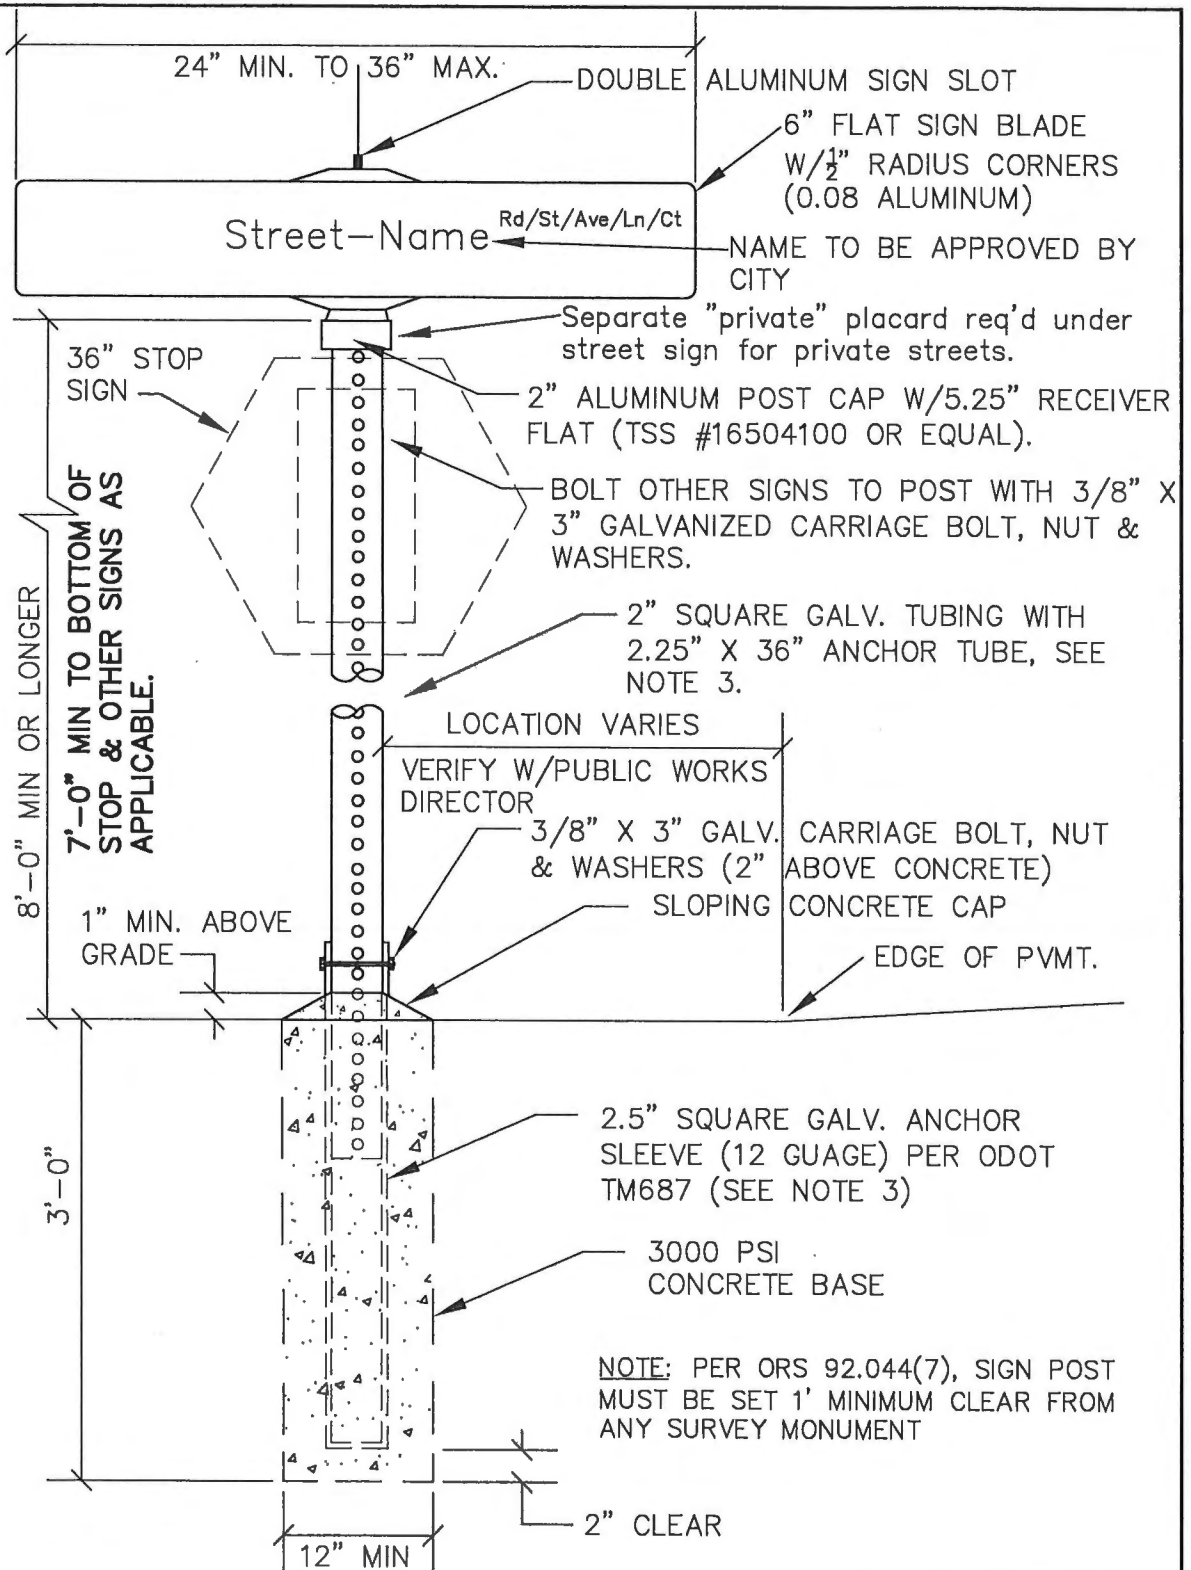 24" MIN. TO 36" MAX.
DOUBLE ALUMINUM SIGN SLOT
6" FLAT SIGN BLADE
W/½" RADIUS CORNERS
(0.08 ALUMINUM)
Street-Name Rd/St/Ave/Ln/Ct
NAME TO BE APPROVED BY
CITY
Separate "private" placard req'd under
street sign for private streets.
36" STOP
SIGN
2" ALUMINUM POST CAP W/5.25" RECEIVER
FLAT (TSS #16504100 OR EQUAL).
BOLT OTHER SIGNS TO POST WITH 3/8" X
3" GALVANIZED CARRIAGE BOLT, NUT &
WASHERS.
8'-0" MIN OR LONGER
7'-0" MIN TO BOTTOM OF
STOP & OTHER SIGNS AS
APPLICABLE.
2" SQUARE GALV. TUBING WITH
2.25" X 36" ANCHOR TUBE, SEE
NOTE 3.
LOCATION VARIES
VERIFY W/PUBLIC WORKS
DIRECTOR
3/8" X 3" GALV. CARRIAGE BOLT, NUT
& WASHERS (2" ABOVE CONCRETE)
SLOPING CONCRETE CAP
1" MIN. ABOVE
GRADE
EDGE OF PVMT.
3'-0"
2.5" SQUARE GALV. ANCHOR
SLEEVE (12 GUAGE) PER ODOT
TM687 (SEE NOTE 3)
3000 PSI
CONCRETE BASE
NOTE: PER ORS 92.044(7), SIGN POST
MUST BE SET 1' MINIMUM CLEAR FROM
ANY SURVEY MONUMENT
2" CLEAR
12" MIN